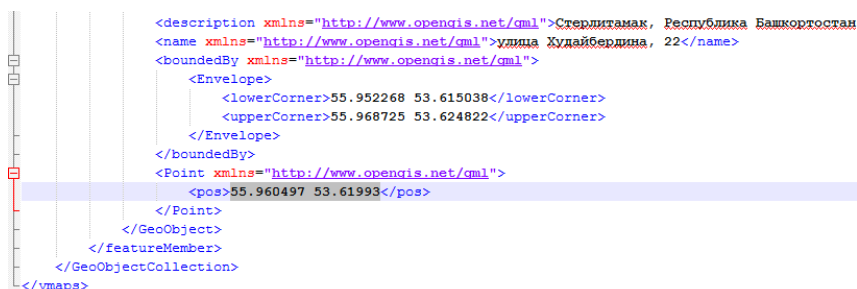 <description xmlns="http://www.opengis.net/gml">Стерлитамак, Республика Башкортостан
<name xmlns="http://www.opengis.net/gml">улица Худайбердина, 22</name>
<boundedBy xmlns="http://www.opengis.net/gml">
<Envelope>
<lowerCorner>55.952268 53.615038</lowerCorner>
<upperCorner>55.968725 53.624822</upperCorner>
</Envelope>
</boundedBy>
<Point xmlns="http://www.opengis.net/gml">
<pos>55.960497 53.61993</pos>
</Point>
</GeoObject>
</featureMember>
</GeoObjectCollection>
</ymaps>